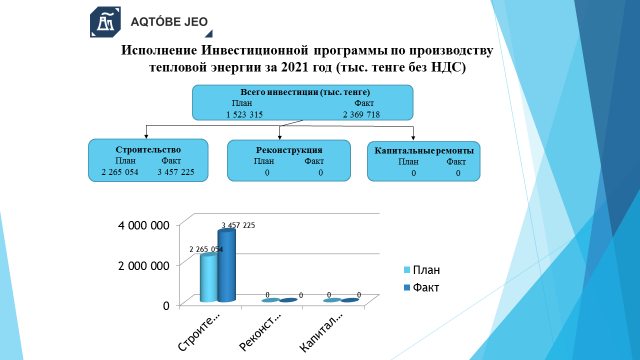 AQTÓBE JEO
Исполнение Инвестиционной программы по производству
тепловой энергии за 2021 год (тыс. тенге без НДС)
Всего инвестиции (тыс. тенге)
План Факт
1 523 315 2 369 718
Строительство
План Факт
2 265 054 3 457 225
Реконструкция
План Факт
0 0
Капитальные ремонты
План Факт
0 0
4 000 000
2 000 000
0
3 457 225
2 265 054
0 0 0 0
План
Факт
Строите...
Реконст...
Капитал...